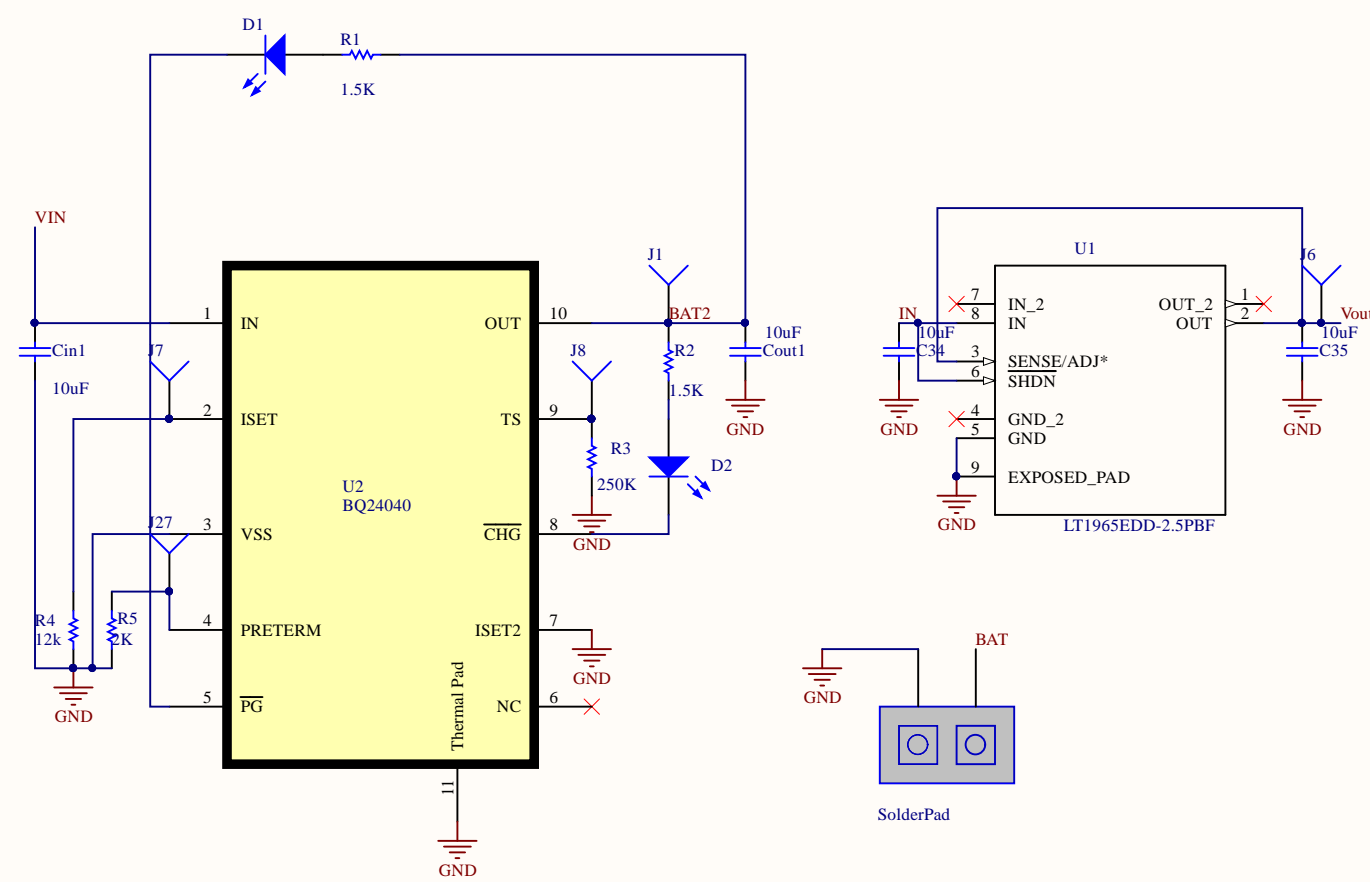 D1
R1
1.5K
VIN
U1
J1
J6
IN_2
7
OUT_2
1
1
IN
OUT
10
BAT2
IN
8
IN
OUT
2
Vout
10uF
10uF
10uF
Cin1
J7
J8
R2
Cout1
C34
C35
3
SENSE/ADJ*
10uF
1.5K
6
SHDN
2
ISET
TS
9
4
GND_2
GND
GND
GND
5
GND
R3
D2
9
EXPOSED_PAD
250K
U2
BQ24040
GND
LT1965EDD-2.5PBF
J27
3
VSS
CHG
8
GND
R4
R5
12k
2K
4
PRETERM
ISET2
7
BAT
GND
GND
5
PG
Thermal Pad
NC
6
GND
11
SolderPad
GND